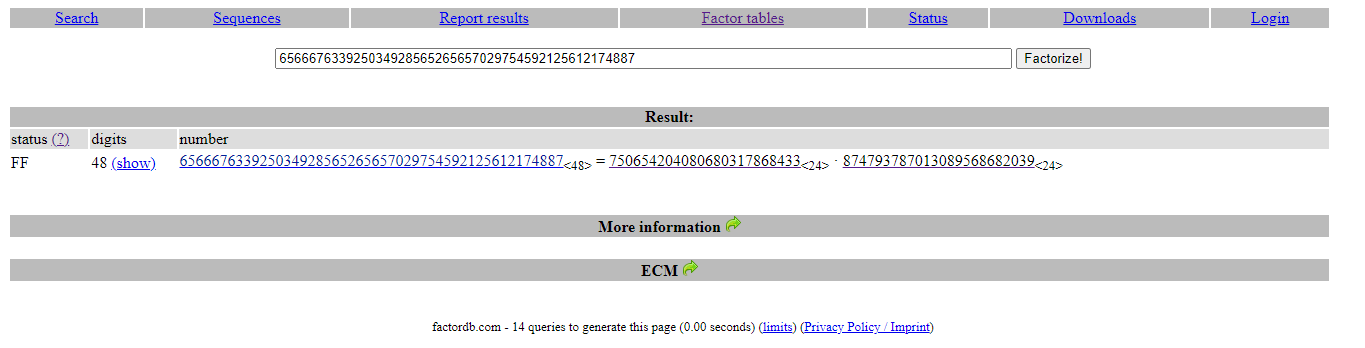 Search Sequences Report results Factor tables Status Downloads Login
656667633925034928565265657029754592125612174887 Factorize!
Result:
status (?) digits number
FF 48 (show) 656667633925034928565265657029754592125612174887<48> = 750654204080680317868433<24> · 874793787013089568682039<24>
More information
ECM
factordb.com - 14 queries to generate this page (0.00 seconds) (limits) (Privacy Policy / Imprint)